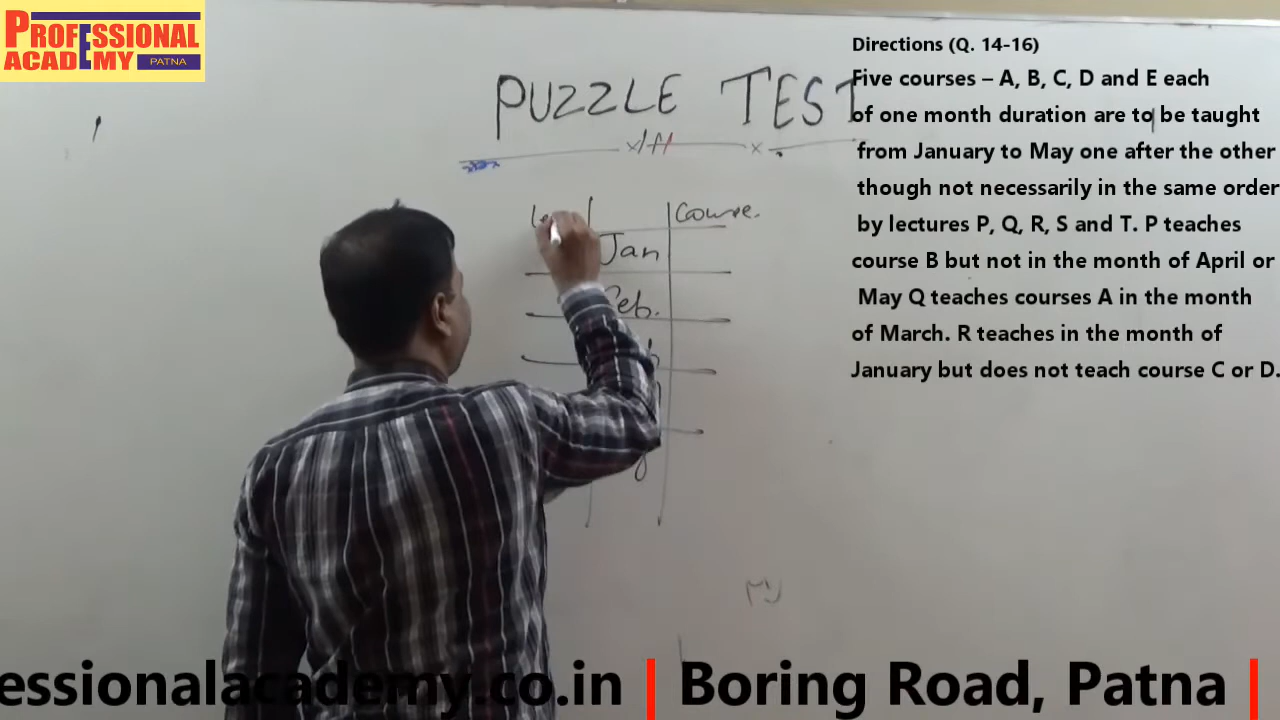 PROFESSIONAL
ACADEMY
PATNA
PUZZLE TEST
Course.
Jan
Feb.
Directions (Q. 14-16)
Five courses – A, B, C, D and E each
of one month duration are to be taught
from January to May one after the other
though not necessarily in the same order
by lectures P, Q, R, S and T. P teaches
course B but not in the month of April or
May Q teaches courses A in the month
of March. R teaches in the month of
January but does not teach course C or D.
essionalacademy.co.in | Boring Road, Patna |